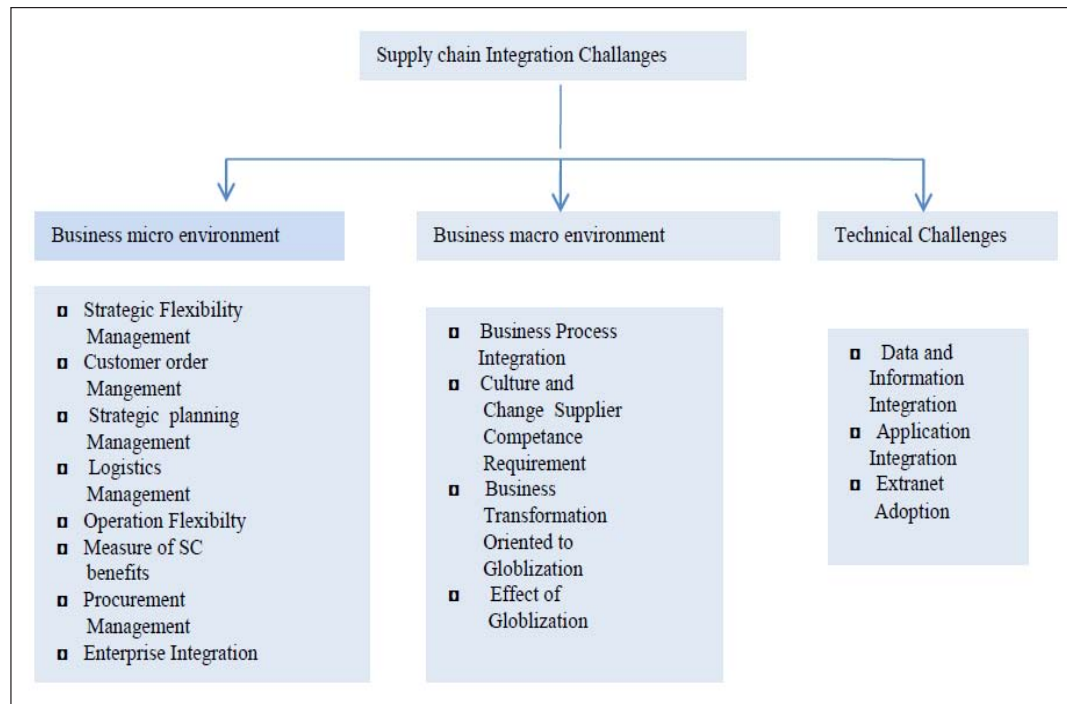 Supply chain Integration Challanges
Business micro environment
Business macro environment
Technical Challenges
Strategic Flexibility
Management
Customer order
Mangement
Strategic planning
Management
Logistics
Management
Operation Flexibilty
Measure of SC
benefits
Procurement
Management
Enterprise Integration
Business Process
Integration
Culture and
Change Supplier
Competance
Requirement
Business
Transformation
Oriented to
Globlization
Effect of
Globlization
Data and
Information
Integration
Application
Integration
Extranet
Adoption